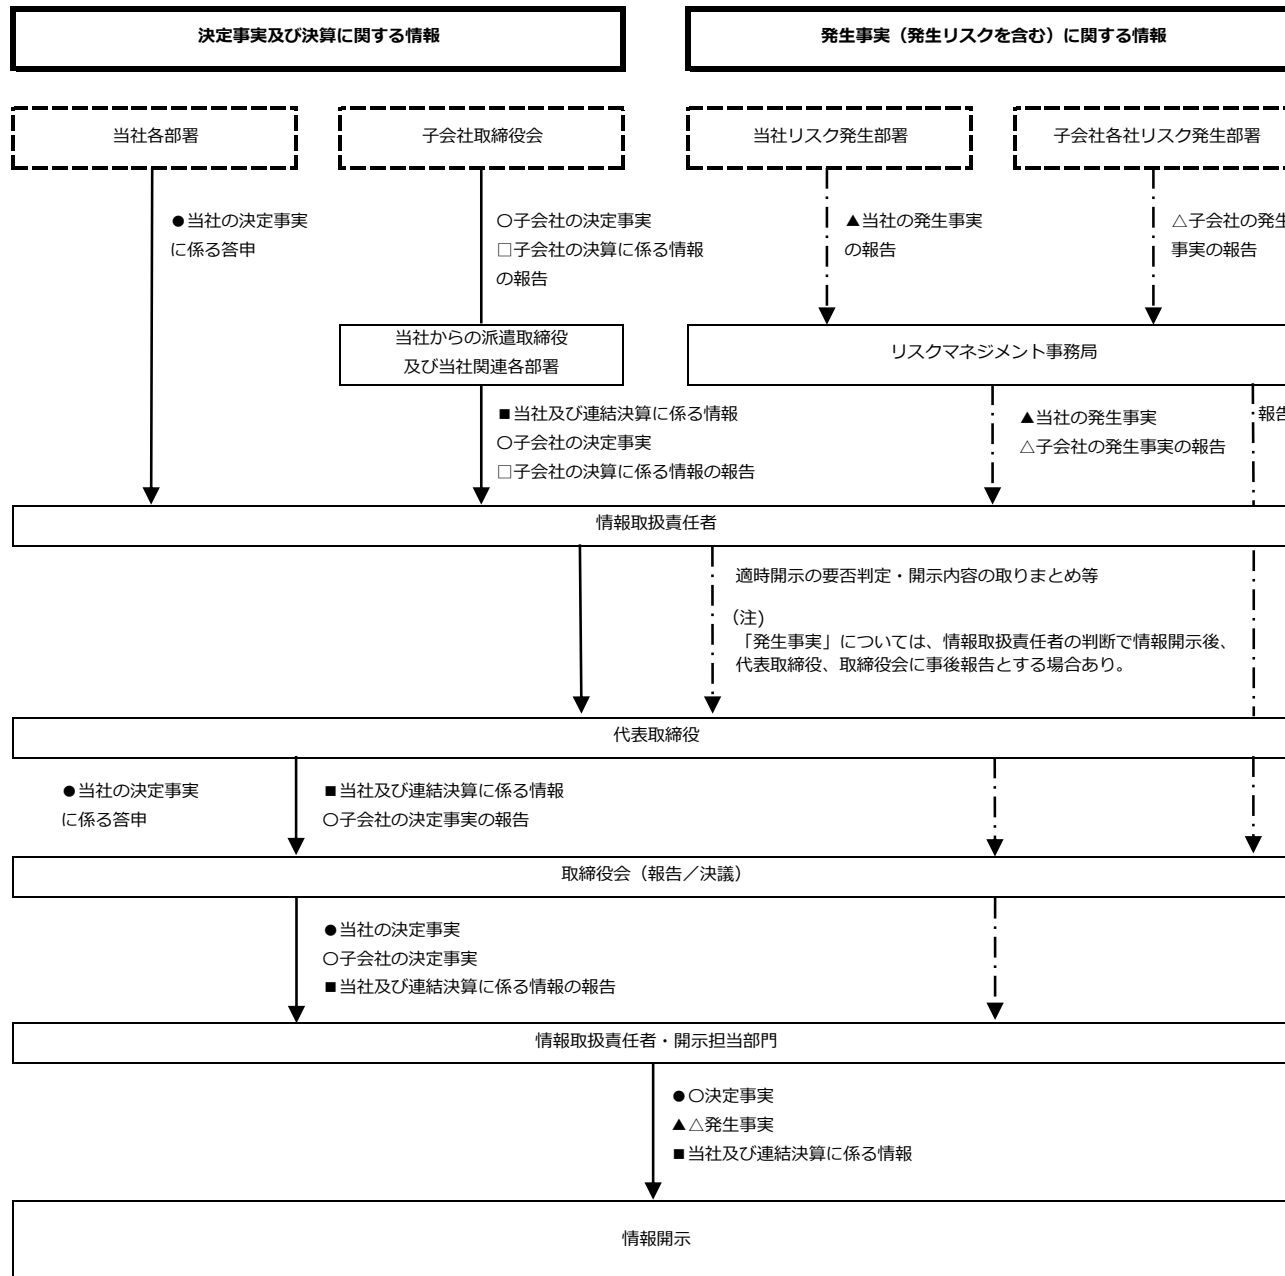 決定事実及び決算に関する情報
発生事実（発生リスクを含む）に関する情報
当社各部署
子会社取締役会
当社リスク発生部署
子会社各社リスク発生部署
●当社の決定事実
に係る答申
○子会社の決定事実
□子会社の決算に係る情報
の報告
▲当社の発生事実
の報告
△子会社の発生
事実の報告
当社からの派遣取締役
及び当社関連各部署
リスクマネジメント事務局
■当社及び連結決算に係る情報
○子会社の決定事実
□子会社の決算に係る情報の報告
▲当社の発生事実
△子会社の発生事実の報告
報告
情報取扱責任者
適時開示の要否判定・開示内容の取りまとめ等
（注)
「発生事実」については、情報取扱責任者の判断で情報開示後、
代表取締役、取締役会に事後報告とする場合あり。
代表取締役
●当社の決定事実
に係る答申
■当社及び連結決算に係る情報
○子会社の決定事実の報告
取締役会（報告／決議）
●当社の決定事実
○子会社の決定事実
■当社及び連結決算に係る情報の報告
情報取扱責任者・開示担当部門
●○決定事実
▲△発生事実
■当社及び連結決算に係る情報
情報開示